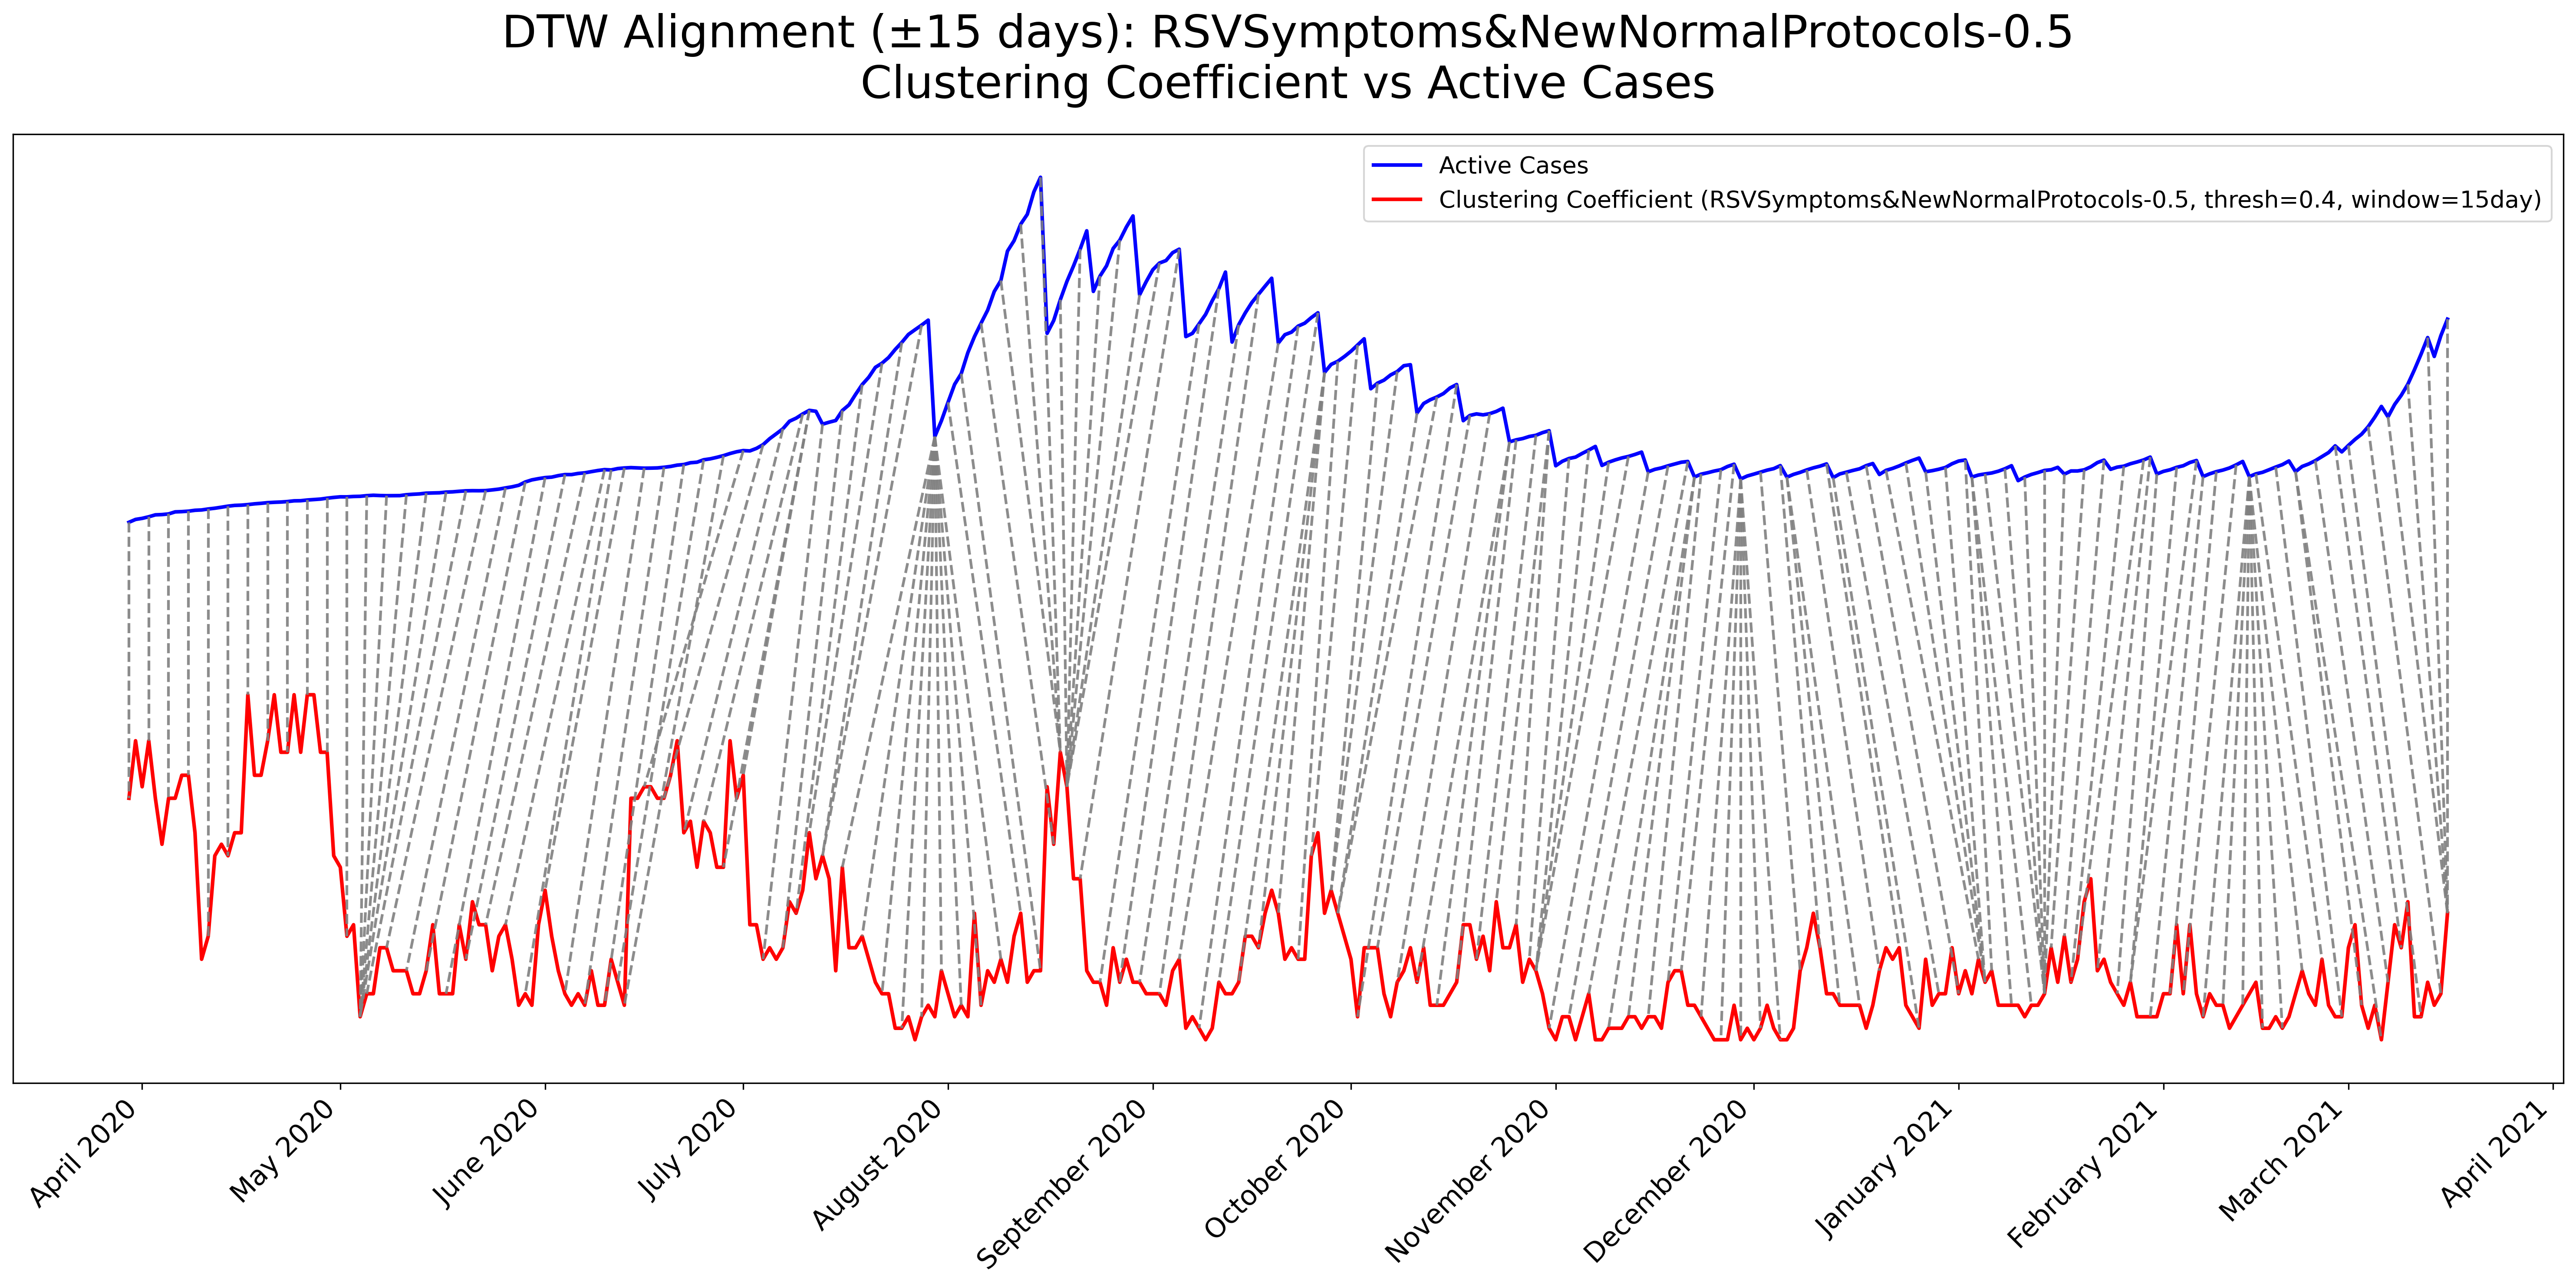 DTW Alignment (±15 days): RSVSymptoms&NewNormalProtocols-0.5
Clustering Coefficient vs Active Cases
Active Cases
Clustering Coefficient (RSVSymptoms&NewNormalProtocols-0.5, thresh=0.4, window=15day)
April 2020
May 2020
June 2020
July 2020
August 2020
September 2020
October 2020
November 2020
December 2020
January 2021
February 2021
March 2021
April 2021